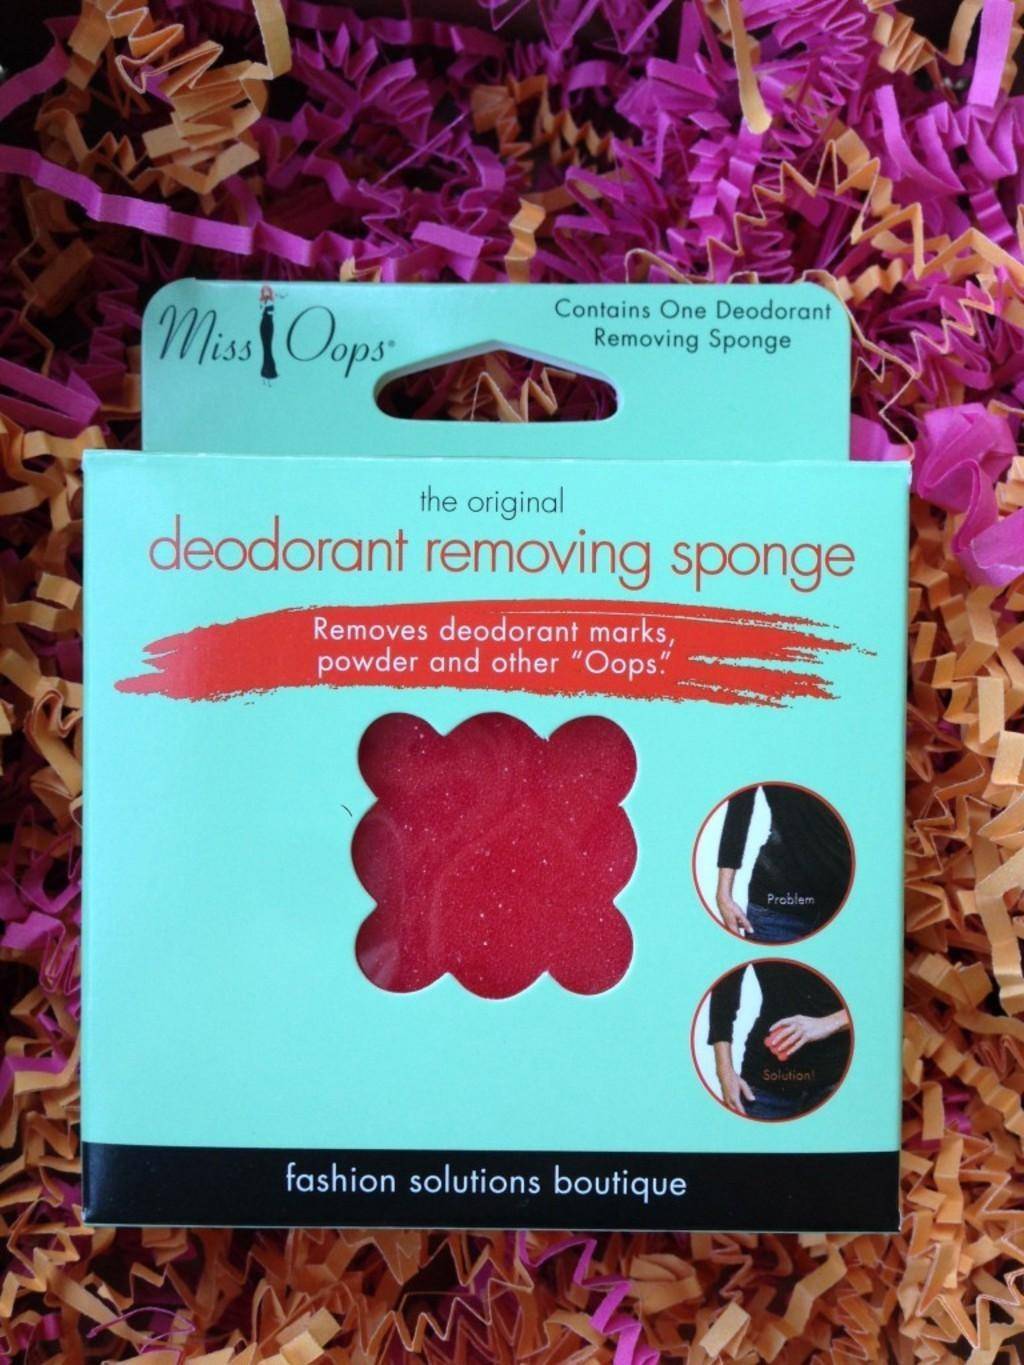 Miss Oops®
Contains One Deodorant
Removing Sponge
the original
deodorant removing sponge
Removes deodorant marks,
powder and other “Oops.”
Problem
Solution!
fashion solutions boutique